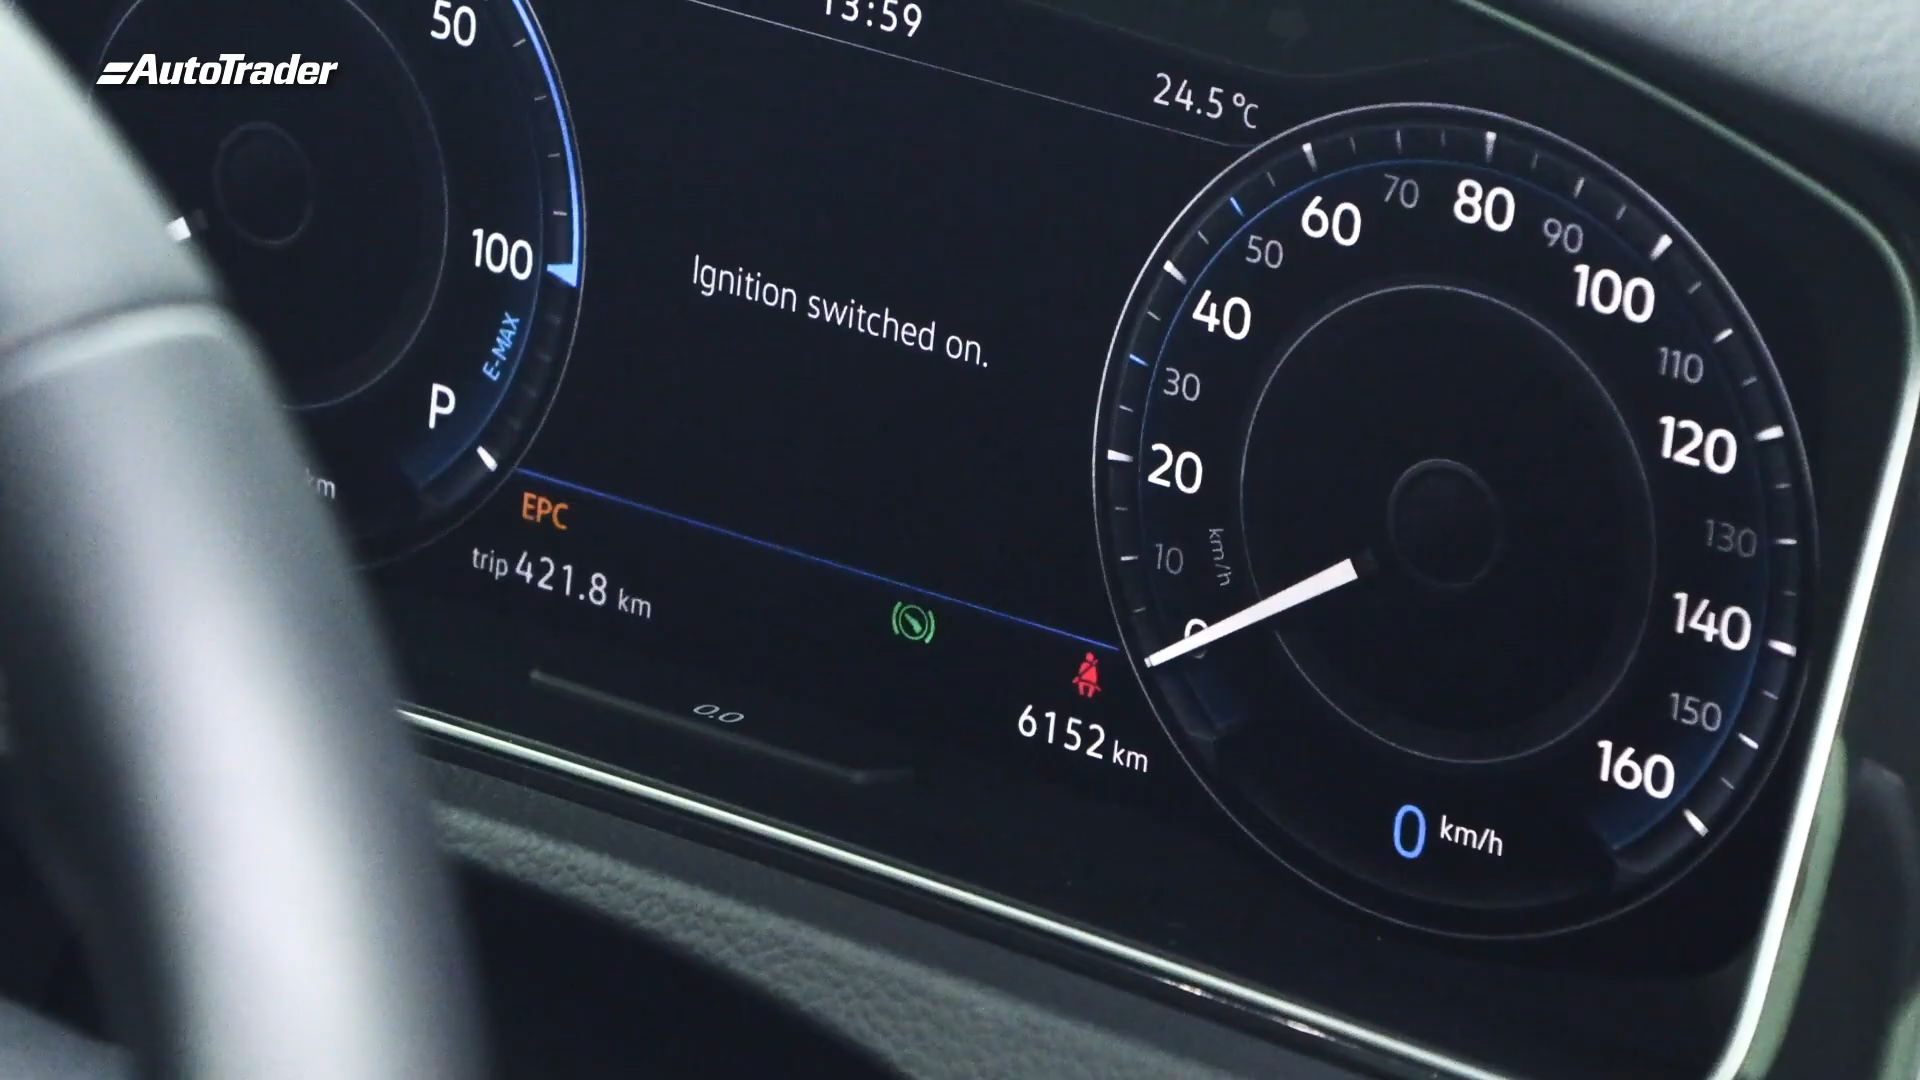 AutoTrader
50
13:59
24.5 °C
100
E-MAX
P
km
Ignition switched on.
EPC
trip 421.8 km
0.0
6152 km
0
10
20
30
40
50
60
70
80
90
100
110
120
130
140
150
160
km/h
0 km/h